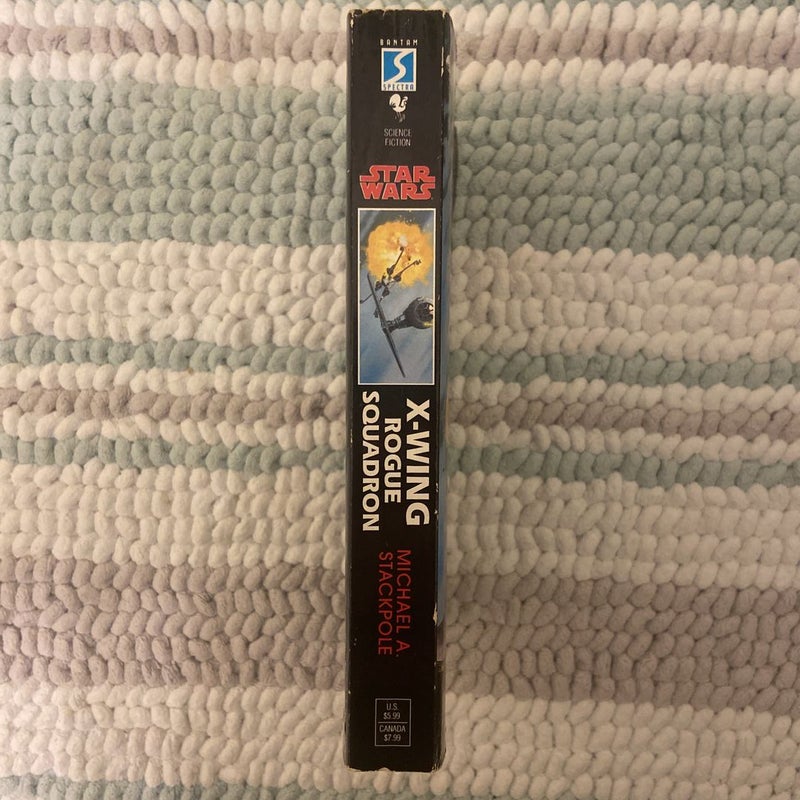 BANTAM
S
SPECTRA
SCIENCE
FICTION
STAR
WARS
X-WING
ROGUE
SQUADRON
MICHAEL A.
STACKPOLE
U.S.
$5.99
CANADA
$7.99